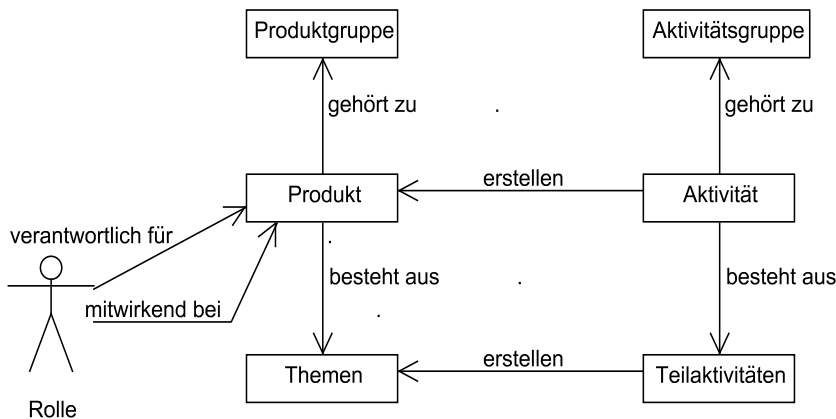 Produktgruppe
Aktivitätsgruppe
gehört zu
gehört zu
Produkt
erstellen
Aktivität
verantwortlich für
mitwirkend bei
besteht aus
besteht aus
Themen
erstellen
Teilaktivitäten
Rolle